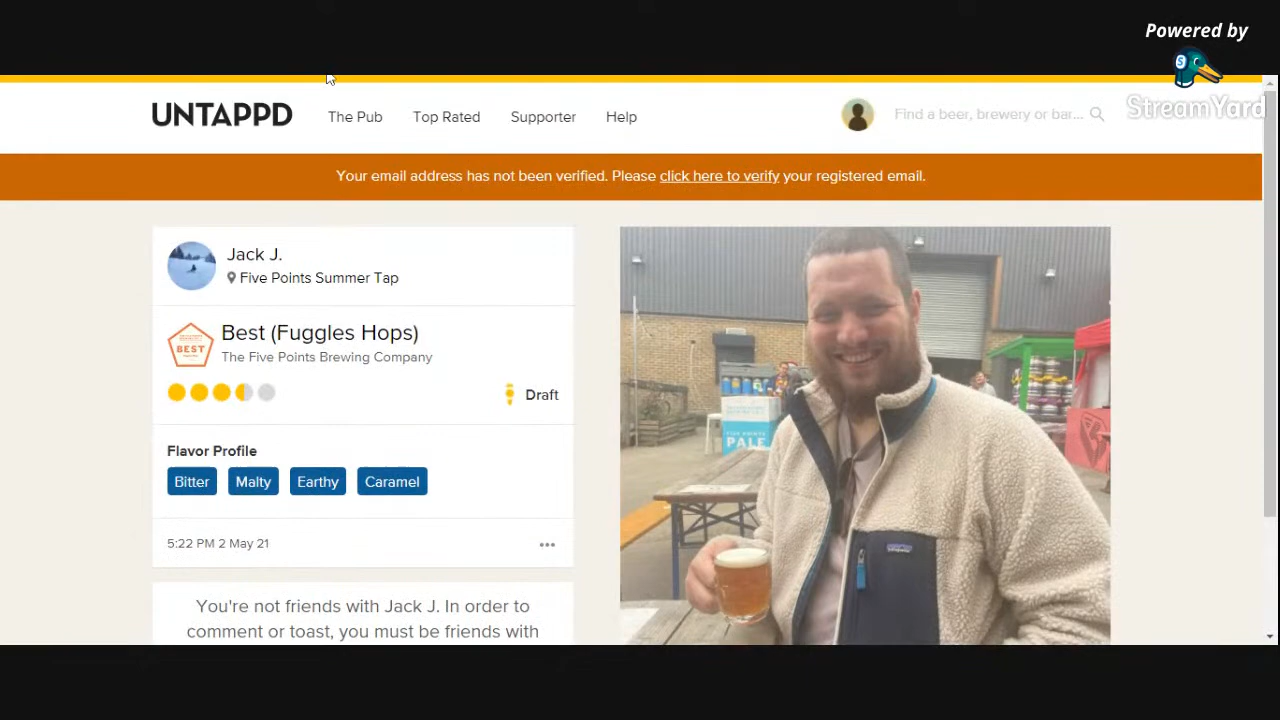 Powered by
StreamYard
UNTAPPD
The Pub
Top Rated
Supporter
Help
Find a beer, brewery or bar...
Your email address has not been verified. Please click here to verify your registered email.
Jack J.
Five Points Summer Tap
BEST
Best (Fuggles Hops)
The Five Points Brewing Company
Draft
Flavor Profile
Bitter
Malty
Earthy
Caramel
5:22 PM 2 May 21
You're not friends with Jack J. In order to
comment or toast, you must be friends with
PALE
patagonia